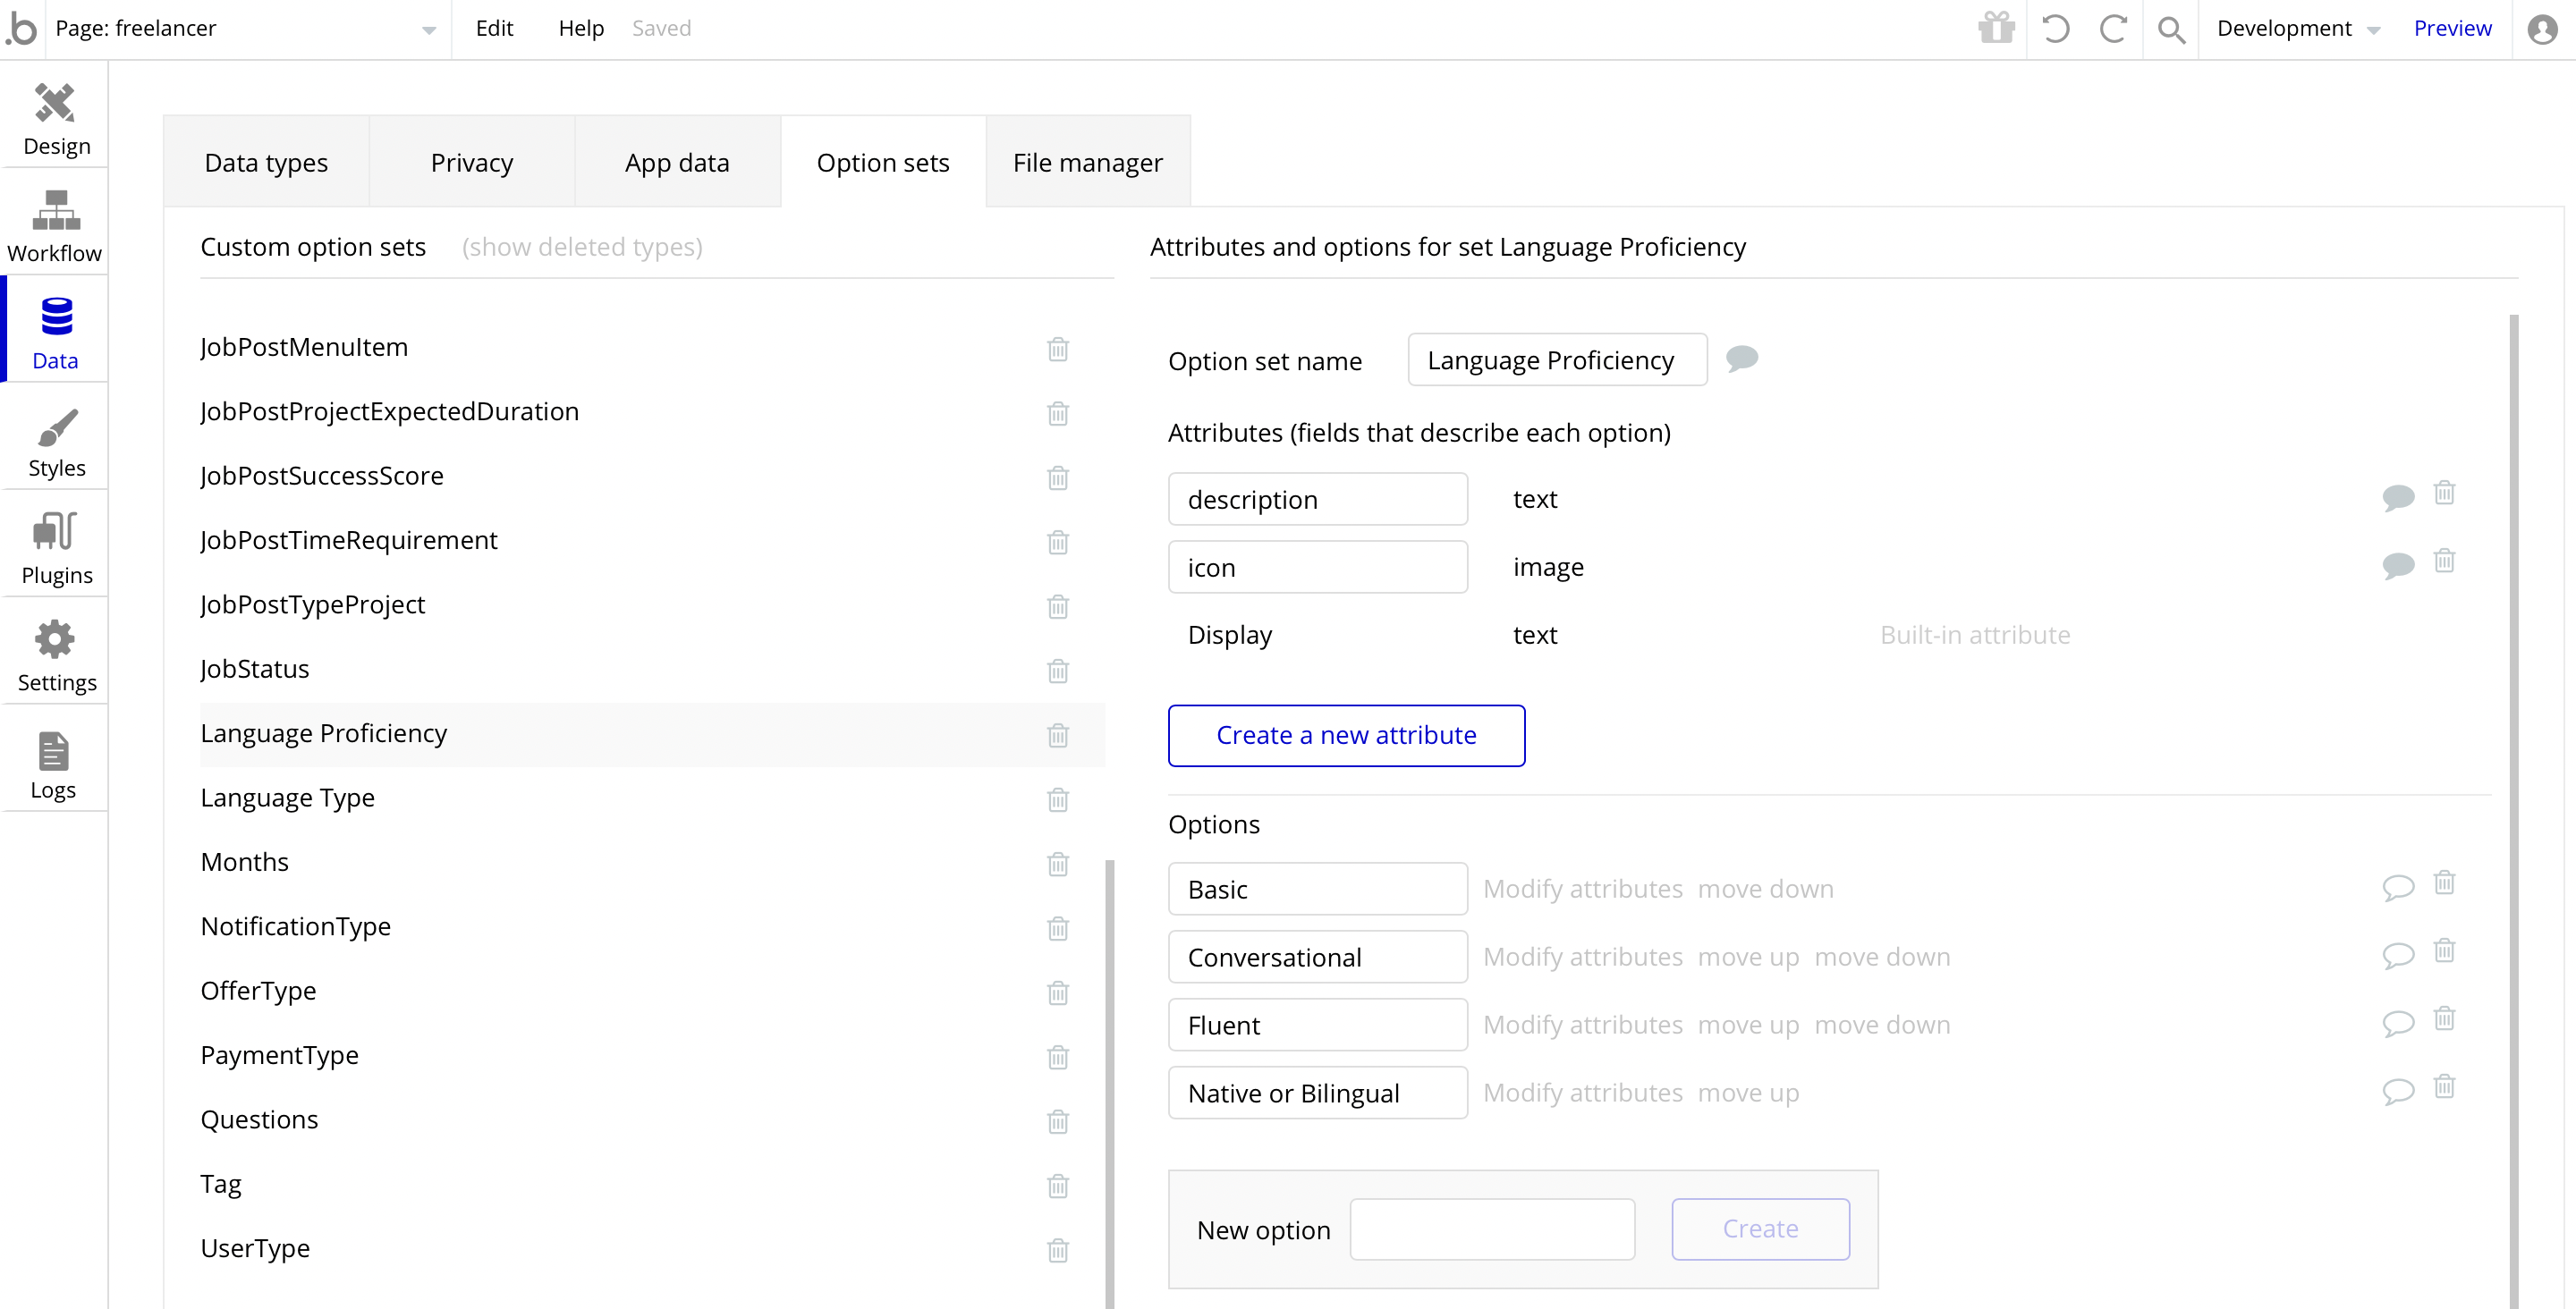 .b Page: freelancer Edit Help Saved Development Preview
Design
Workflow
Data
Styles
Plugins
Settings
Logs
Data types Privacy App data Option sets File manager
Custom option sets (show deleted types)
JobPostMenuItem
JobPostProjectExpectedDuration
JobPostSuccessScore
JobPostTimeRequirement
JobPostTypeProject
JobStatus
Language Proficiency
Language Type
Months
NotificationType
OfferType
PaymentType
Questions
Tag
UserType
Attributes and options for set Language Proficiency
Option set name Language Proficiency
Attributes (fields that describe each option)
description text
icon image
Display text Built-in attribute
Create a new attribute
Options
Basic Modify attributes move down
Conversational Modify attributes move up move down
Fluent Modify attributes move up move down
Native or Bilingual Modify attributes move up
New option Create